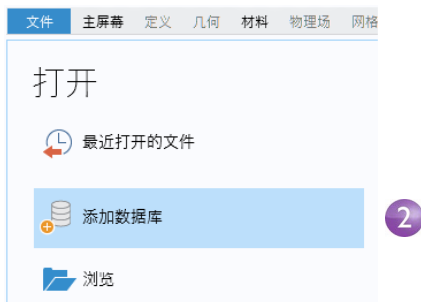 文件 主屏幕 定义 几何 材料 物理场 网格
打开
最近打开的文件
添加数据库 2
浏览